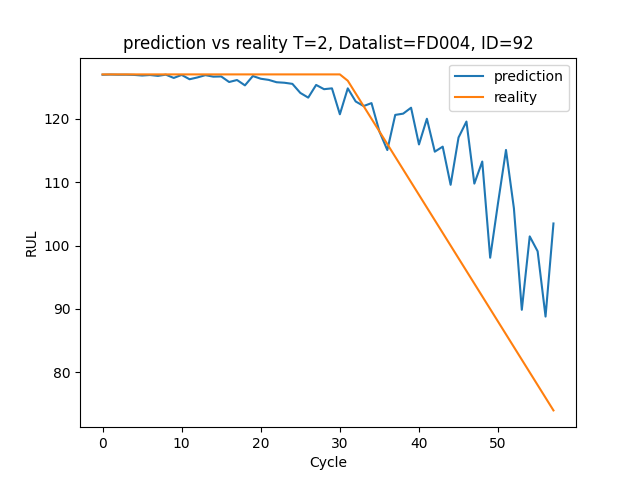 prediction vs reality T=2, Datalist=FD004, ID=92
prediction
reality
120
110
100
90
80
RUL
0 10 20 30 40 50
Cycle